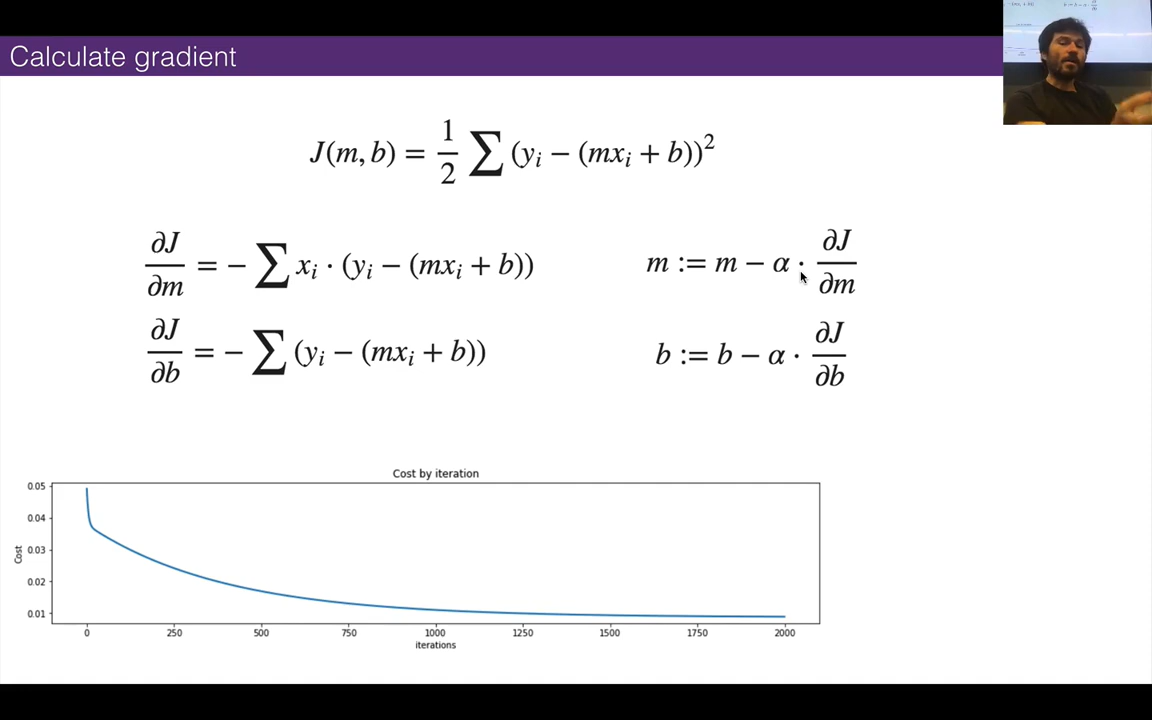 Calculate gradient
J(m, b) = 1/2 ∑ (yᵢ − (mxᵢ + b))²
∂J/∂m = − ∑ xᵢ · (yᵢ − (mxᵢ + b))
m := m − α · ∂J/∂m
∂J/∂b = − ∑ (yᵢ − (mxᵢ + b))
b := b − α · ∂J/∂b
Cost by iteration
Cost
0.05
0.04
0.03
0.02
0.01
0 250 500 750 1000 1250 1500 1750 2000
iterations